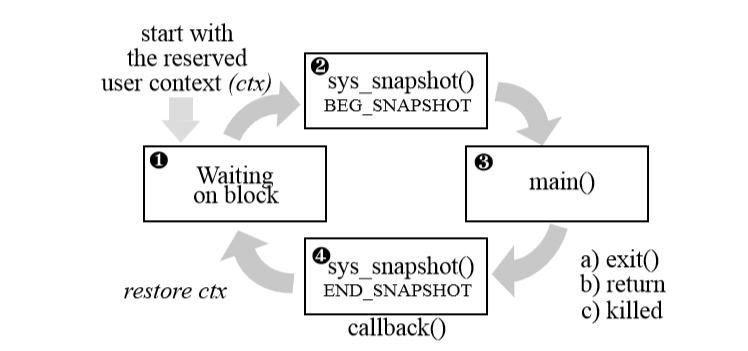 start with
the reserved
user context (ctx)
❷
sys_snapshot()
BEG_SNAPSHOT
❶
Waiting
on block
❸
main()
❹
sys_snapshot()
END_SNAPSHOT
callback()
restore ctx
a) exit()
b) return
c) killed